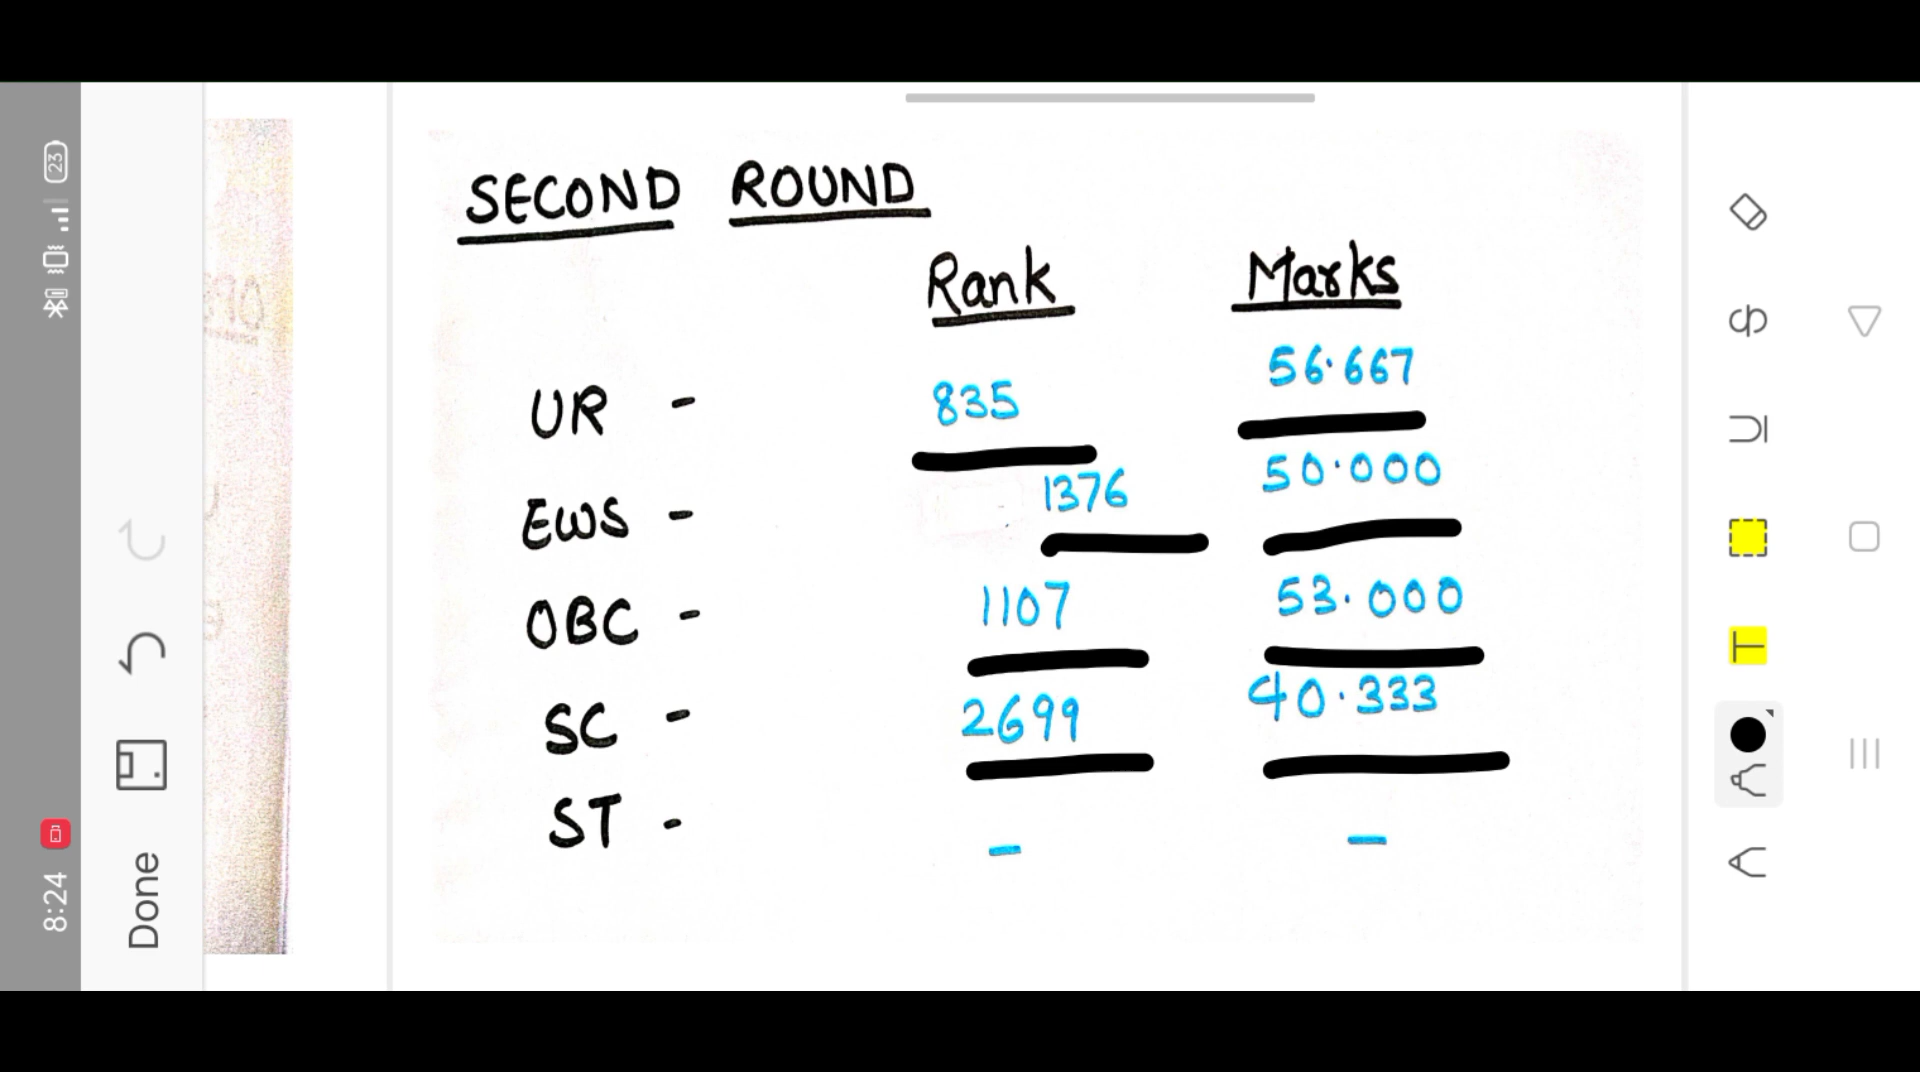 SECOND ROUND
Rank Marks
UR - 835 56.667
EWS - 1376 50.000
OBC - 1107 53.000
SC - 2699 40.333
ST - - -
Done
8:24
23
T